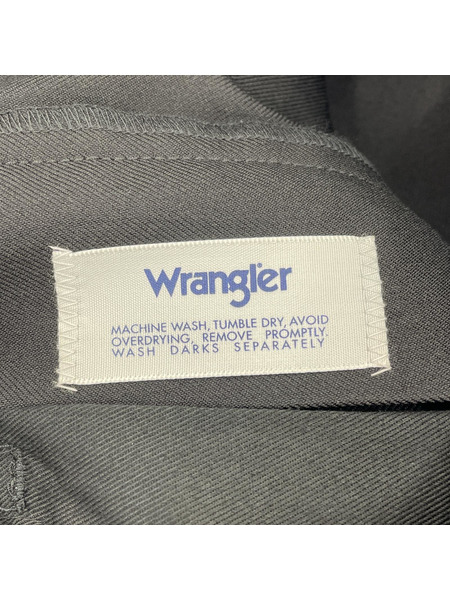 Wrangler
MACHINE WASH, TUMBLE DRY, AVOID
OVERDRYING, REMOVE PROMPTLY.
WASH DARKS SEPARATELY